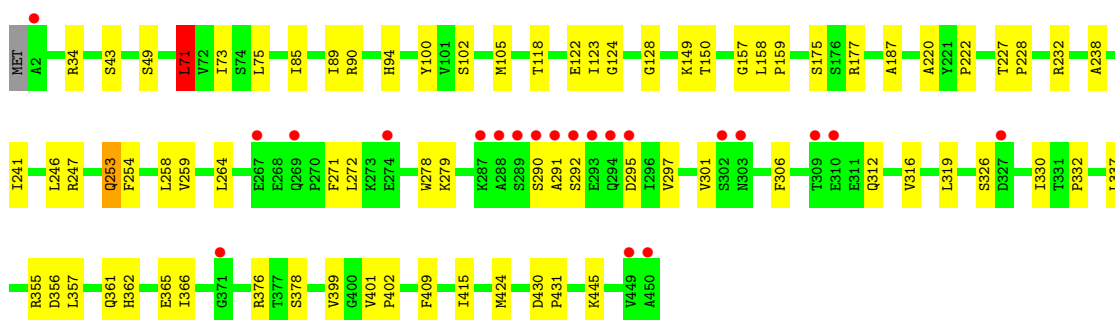 MET A2 R34 S43 S49 L71 V72 I73 S74 L75 I85 I89 R90 H94 Y100 V101 S102 M105 T118 E122 I123 G124 G128 K149 T150 G157 L158 P159 S175 S176 R177 A187 A220 Y221 P222 T227 P228 R232 A238
I241 L246 R247 Q253 F254 L258 V259 L264 E267 E268 Q269 P270 F271 L272 K273 E274 W278 K279 K287 A288 S289 S290 A291 S292 E293 Q294 D295 I296 V297 V301 S302 N303 F306 T309 E310 E311 Q312 V316 L319 S326 D327 I330 T331 P332 L337
R355 D356 L357 Q361 H362 E365 I366 G371 R376 T377 S378 V399 G400 V401 P402 F409 I415 M424 D430 P431 K445 V449 A450